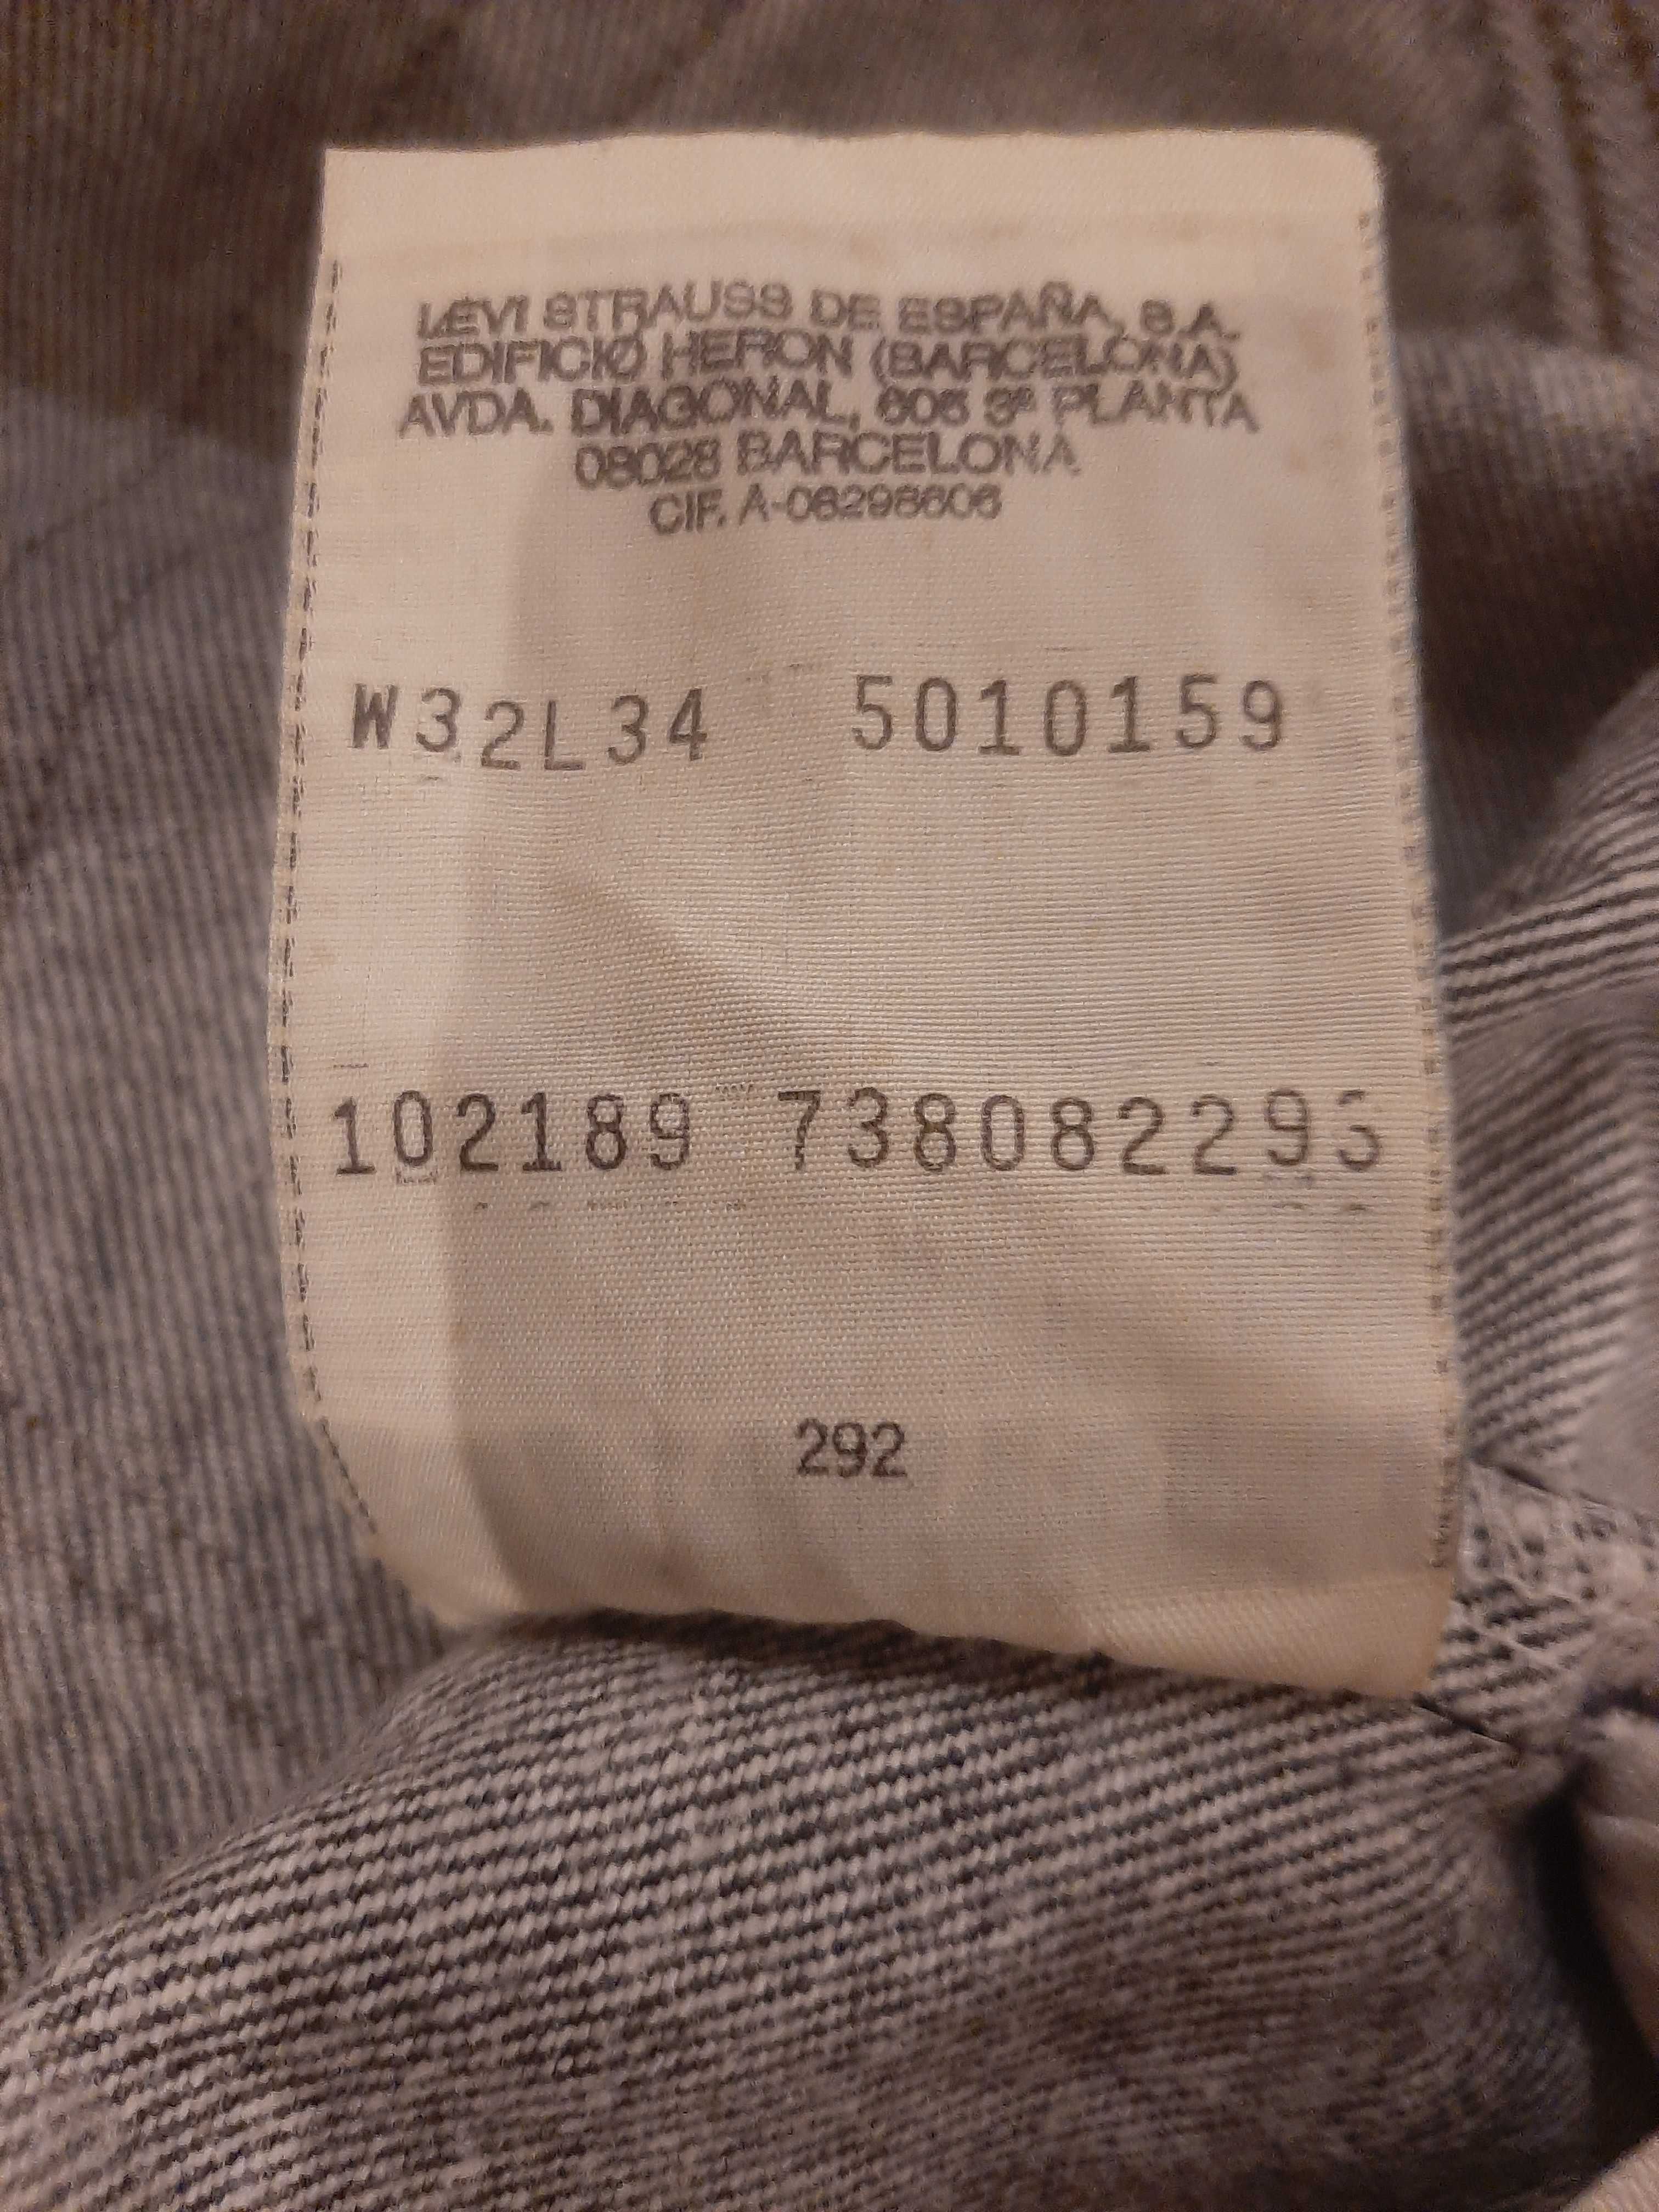 LEVI STRAUSS DE ESPAÑA, S.A.
EDIFICIO HERON (BARCELONA)
AVDA. DIAGONAL, 605 3ª PLANTA
08028 BARCELONA
CIF. A-08298606
W32L34 5010159
102189 738082295
292